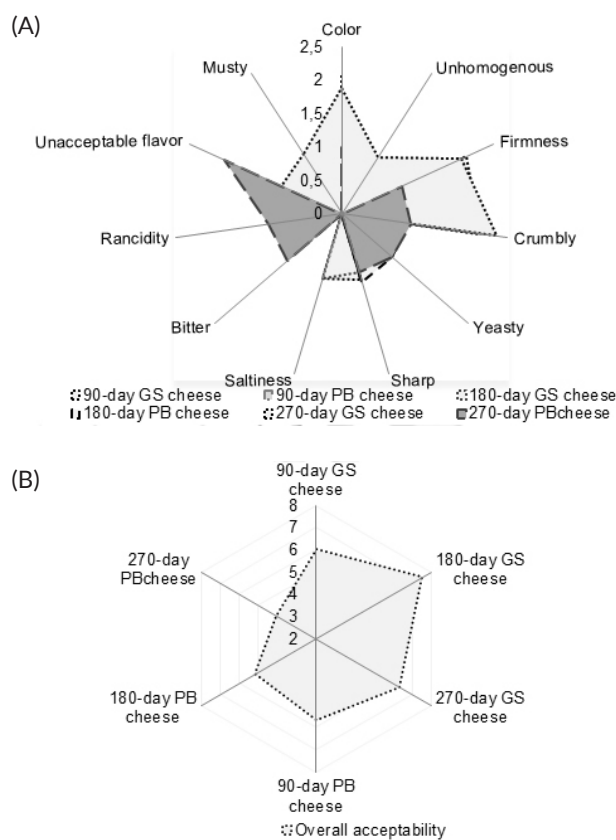 (A)
Color
2,5
2
1,5
1
0,5
0
Musty
Unhomogenous
Unacceptable flavor
Firmness
Rancidity
Crumbly
Bitter
Yeasty
Saltiness
Sharp
90-day GS cheese
90-day PB cheese
180-day GS cheese
180-day PB cheese
270-day GS cheese
270-day PBcheese
(B)
90-day GS
cheese
8
7
6
5
4
3
2
270-day
PBcheese
180-day GS
cheese
180-day PB
cheese
270-day GS
cheese
90-day PB
cheese
Overall acceptability